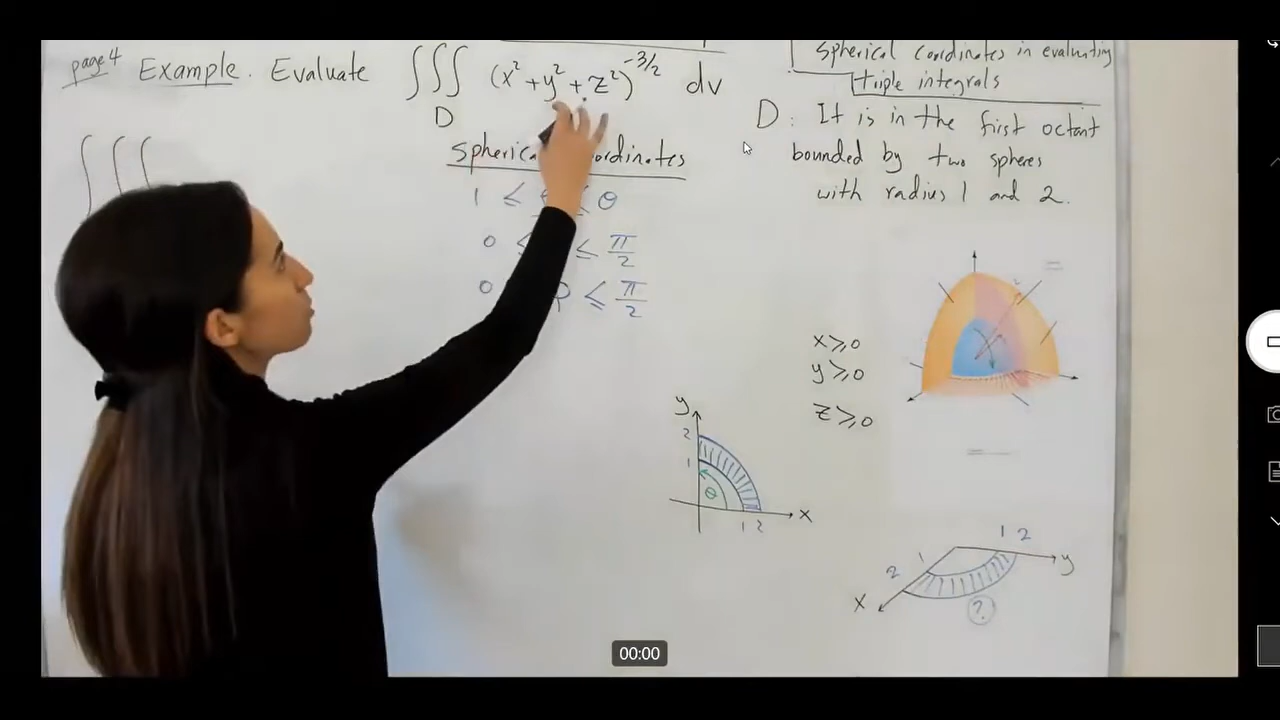 page 4 Example. Evaluate ∫∫∫ (x² + y² + z²)^(-3/2) dv
D
∫∫∫
spherical coordinates in evaluating
triple integrals
D: It is in the first octant
bounded by two spheres
with radius 1 and 2.
1 ≤ ≤ θ
0 ≤ ≤ π/2
0 ≤ π/2
x ≥ 0
y ≥ 0
z ≥ 0
y
2
1
θ
1 2
x
1 2
1
2
y
x
?
00:00